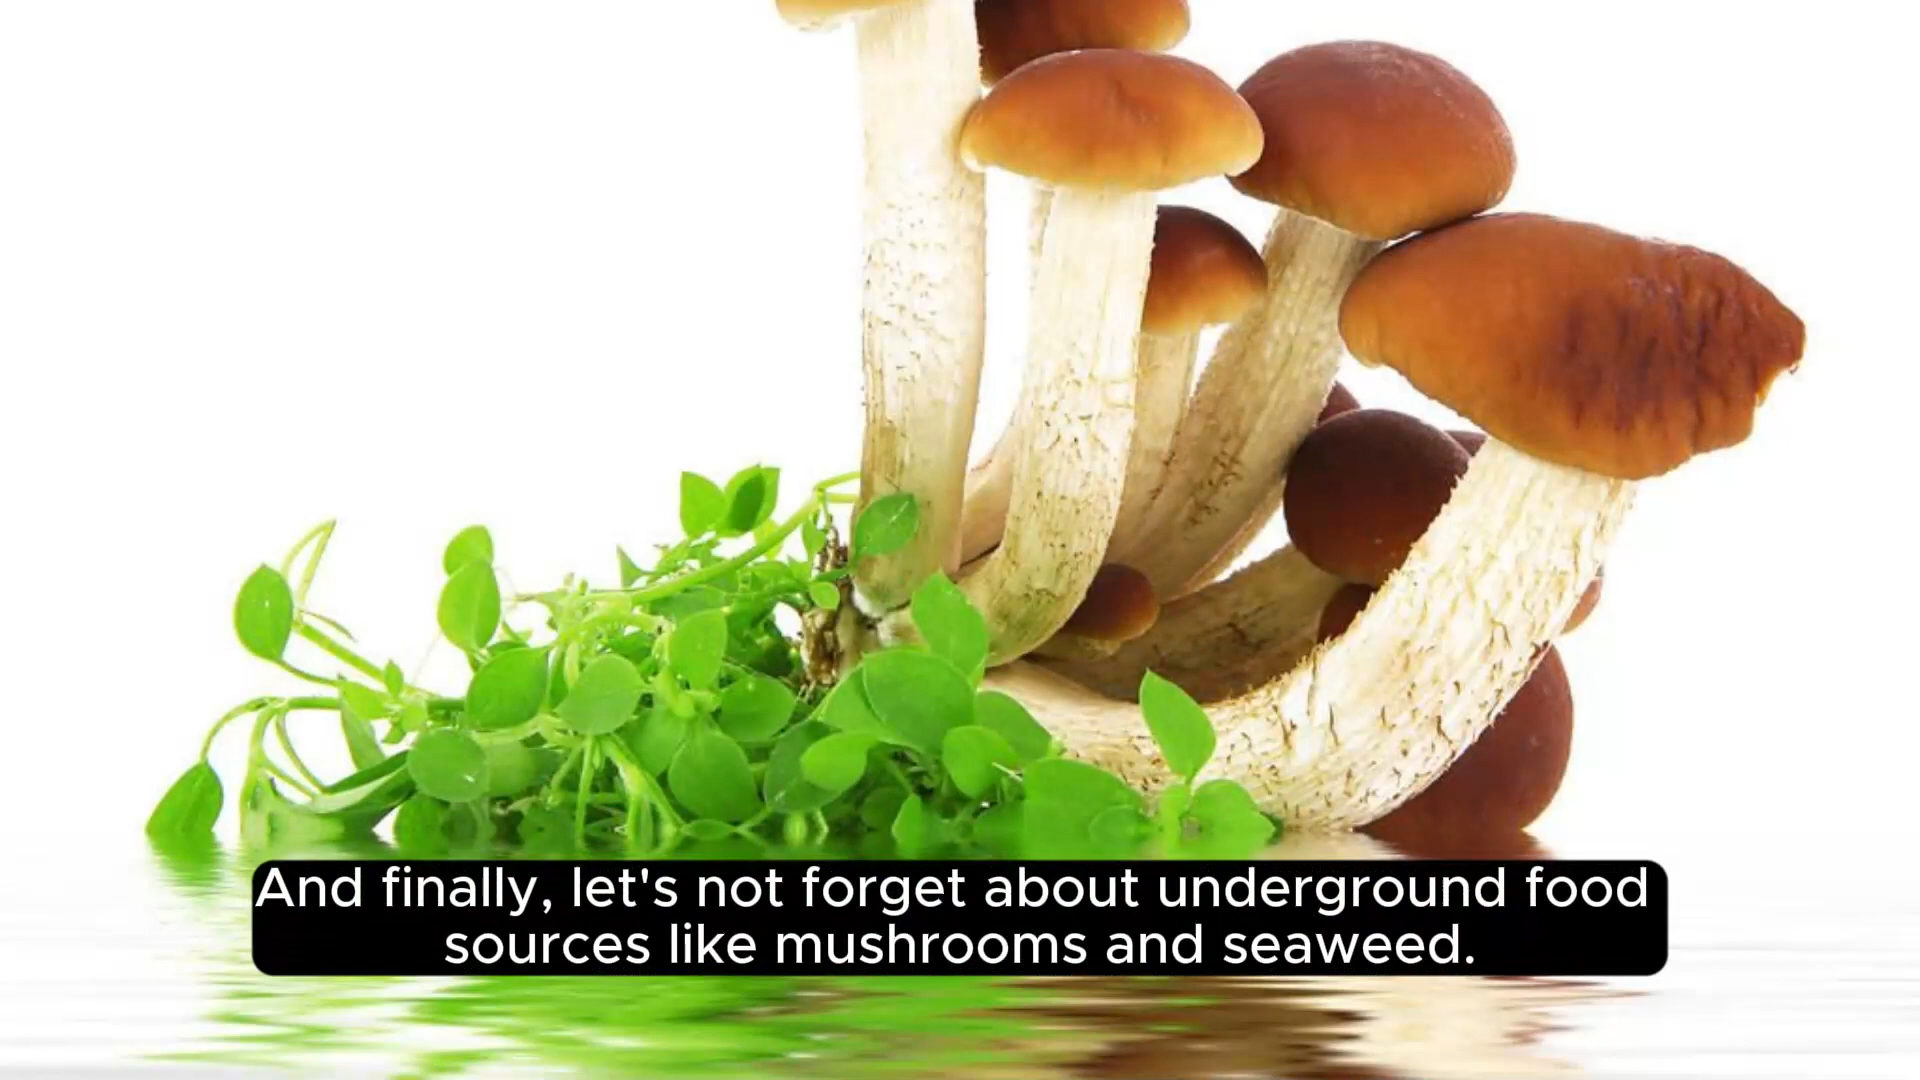 And finally, let's not forget about underground food
sources like mushrooms and seaweed.